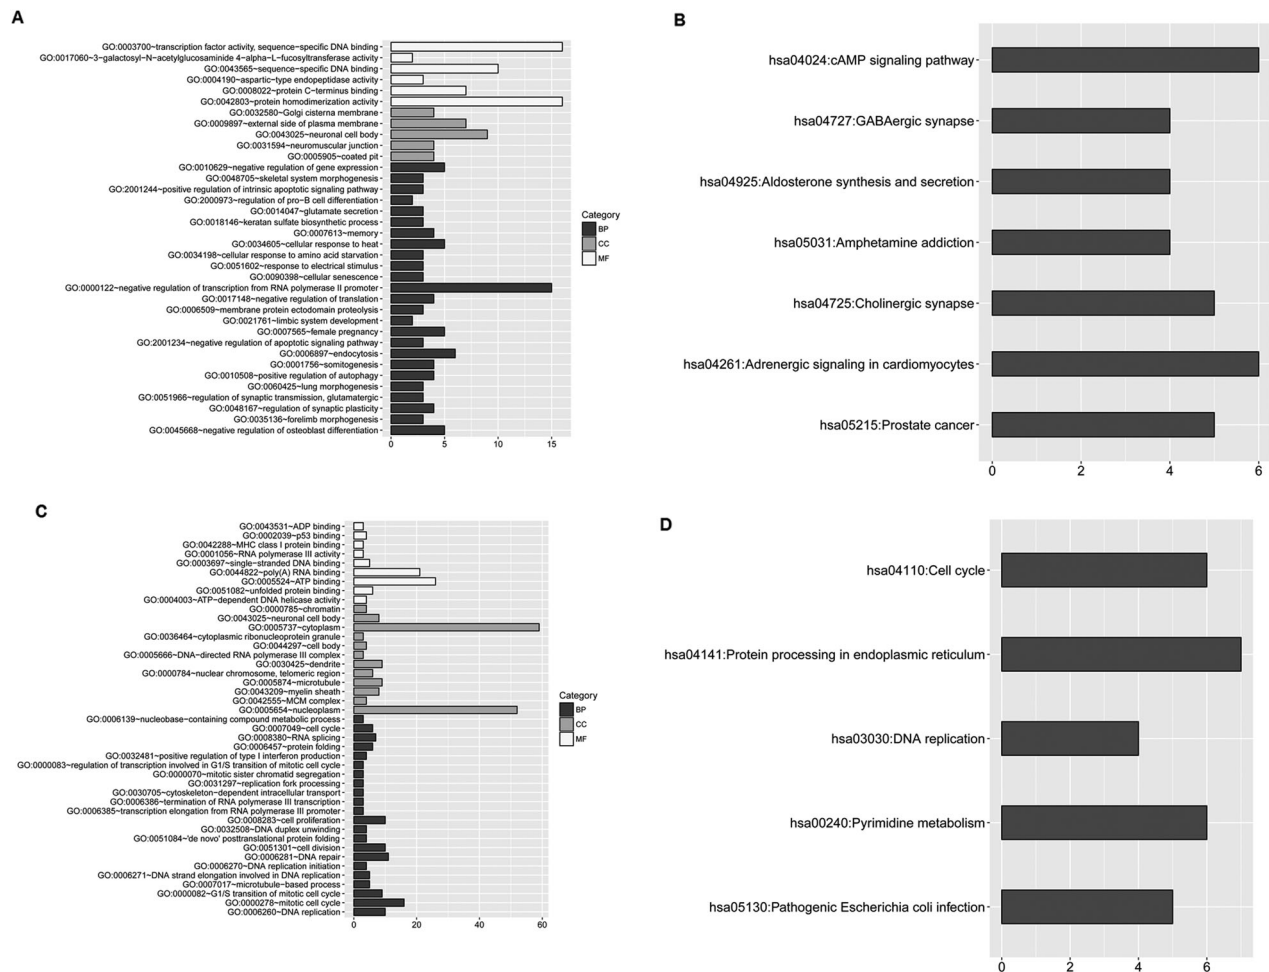 A
GO:0003700~transcription factor activity, sequence-specific DNA binding
GO:0017060~3-galactosyl-N-acetylglucosaminide 4-alpha-L-fucosyltransferase activity
GO:0043565~sequence-specific DNA binding
GO:0004190~aspartic-type endopeptidase activity
GO:0008022~protein C-terminus binding
GO:0042803~protein homodimerization activity
GO:0032580~Golgi cisterna membrane
GO:0009897~external side of plasma membrane
GO:0043025~neuronal cell body
GO:0031594~neuromuscular junction
GO:0005905~coated pit
GO:0010629~negative regulation of gene expression
GO:0048705~skeletal system morphogenesis
GO:2001244~positive regulation of intrinsic apoptotic signaling pathway
GO:2000973~regulation of pro-B cell differentiation
GO:0014047~glutamate secretion
GO:0018146~keratan sulfate biosynthetic process
GO:0007613~memory
GO:0034605~cellular response to heat
GO:0034198~cellular response to amino acid starvation
GO:0051602~response to electrical stimulus
GO:0090398~cellular senescence
GO:0000122~negative regulation of transcription from RNA polymerase II promoter
GO:0017148~negative regulation of translation
GO:0006509~membrane protein ectodomain proteolysis
GO:0021761~limbic system development
GO:0007565~female pregnancy
GO:2001234~negative regulation of apoptotic signaling pathway
GO:0006897~endocytosis
GO:0001756~somitogenesis
GO:0010508~positive regulation of autophagy
GO:0060425~lung morphogenesis
GO:0051966~regulation of synaptic transmission, glutamatergic
GO:0048167~regulation of synaptic plasticity
GO:0035136~forelimb morphogenesis
GO:0045668~negative regulation of osteoblast differentiation
0 5 10 15
Category
BP
CC
MF
B
hsa04024:cAMP signaling pathway
hsa04727:GABAergic synapse
hsa04925:Aldosterone synthesis and secretion
hsa05031:Amphetamine addiction
hsa04725:Cholinergic synapse
hsa04261:Adrenergic signaling in cardiomyocytes
hsa05215:Prostate cancer
0 2 4 6
C
GO:0043531~ADP binding
GO:0002039~p53 binding
GO:0042288~MHC class I protein binding
GO:0001056~RNA polymerase III activity
GO:0003697~single-stranded DNA binding
GO:0044822~poly(A) RNA binding
GO:0005524~ATP binding
GO:0051082~unfolded protein binding
GO:0004003~ATP-dependent DNA helicase activity
GO:0000785~chromatin
GO:0043025~neuronal cell body
GO:0005737~cytoplasm
GO:0036464~cytoplasmic ribonucleoprotein granule
GO:0044297~cell body
GO:0005666~DNA-directed RNA polymerase III complex
GO:0030425~dendrite
GO:0000784~nuclear chromosome, telomeric region
GO:0005874~microtubule
GO:0043209~myelin sheath
GO:0042555~MCM complex
GO:0005654~nucleoplasm
GO:0006139~nucleobase-containing compound metabolic process
GO:0007049~cell cycle
GO:0008380~RNA splicing
GO:0006457~protein folding
GO:0032481~positive regulation of type I interferon production
GO:0000083~regulation of transcription involved in G1/S transition of mitotic cell cycle
GO:0000070~mitotic sister chromatid segregation
GO:0031297~replication fork processing
GO:0030705~cytoskeleton-dependent intracellular transport
GO:0006386~termination of RNA polymerase III transcription
GO:0006385~transcription elongation from RNA polymerase III promoter
GO:0008283~cell proliferation
GO:0032508~DNA duplex unwinding
GO:0051084~'de novo' posttranslational protein folding
GO:0051301~cell division
GO:0006281~DNA repair
GO:0006270~DNA replication initiation
GO:0006271~DNA strand elongation involved in DNA replication
GO:0007017~microtubule-based process
GO:0000082~G1/S transition of mitotic cell cycle
GO:0000278~mitotic cell cycle
GO:0006260~DNA replication
0 20 40 60
Category
BP
CC
MF
D
hsa04110:Cell cycle
hsa04141:Protein processing in endoplasmic reticulum
hsa03030:DNA replication
hsa00240:Pyrimidine metabolism
hsa05130:Pathogenic Escherichia coli infection
0 2 4 6